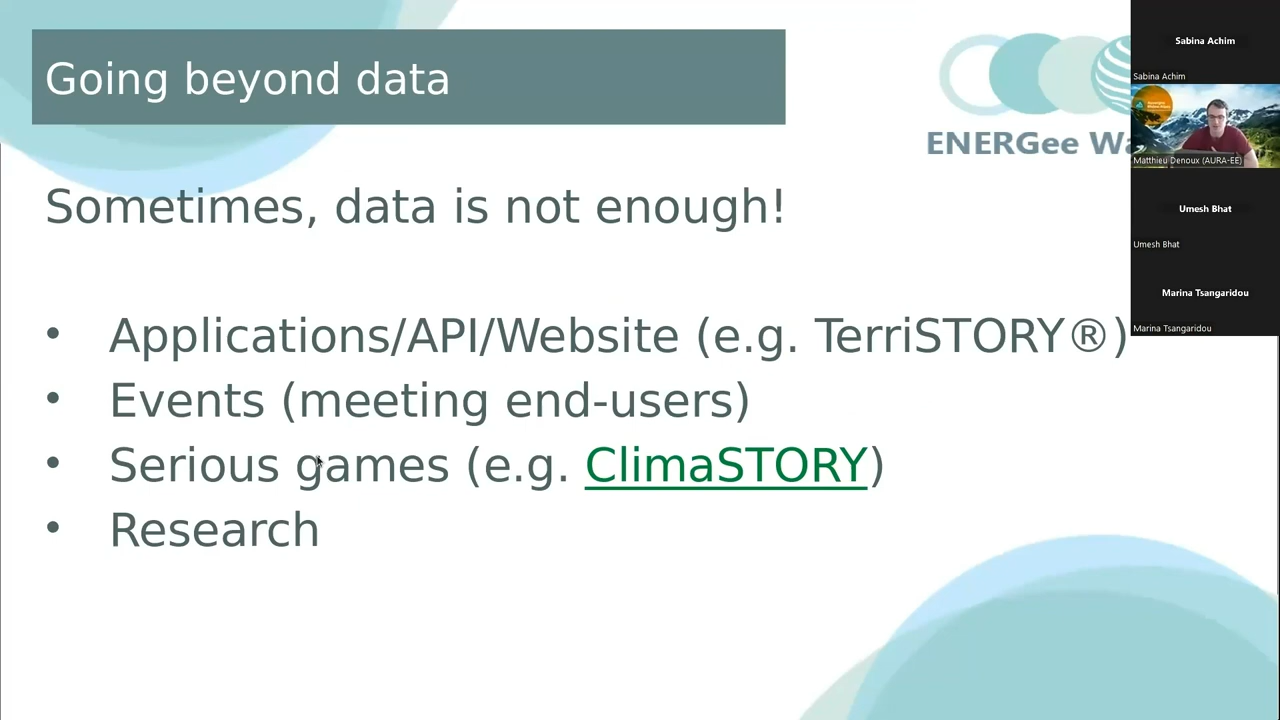 Going beyond data
ENERGee Wa
Sometimes, data is not enough!
• Applications/API/Website (e.g. TerriSTORY®)
• Events (meeting end-users)
• Serious games (e.g. ClimaSTORY)
• Research
Sabina Achim
Sabina Achim
Matthieu Denoux (AURA-EE)
Umesh Bhat
Umesh Bhat
Marina Tsangaridou
Marina Tsangaridou